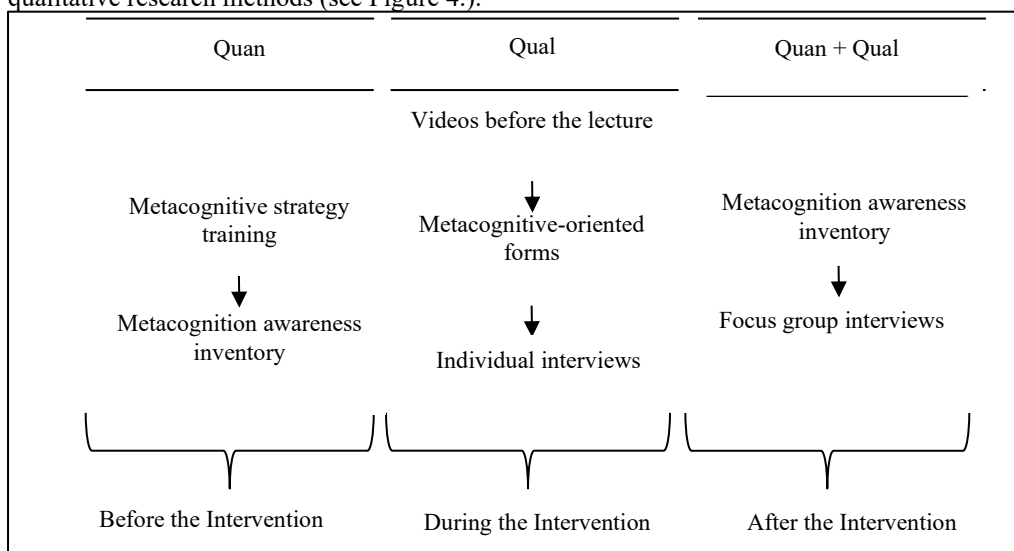 qualitative research methods (see Figure 4.).
Quan
Qual
Quan + Qual
Videos before the lecture
Metacognitive strategy
training
Metacognitive-oriented
forms
Metacognition awareness
inventory
Metacognition awareness
inventory
Individual interviews
Focus group interviews
Before the Intervention
During the Intervention
After the Intervention